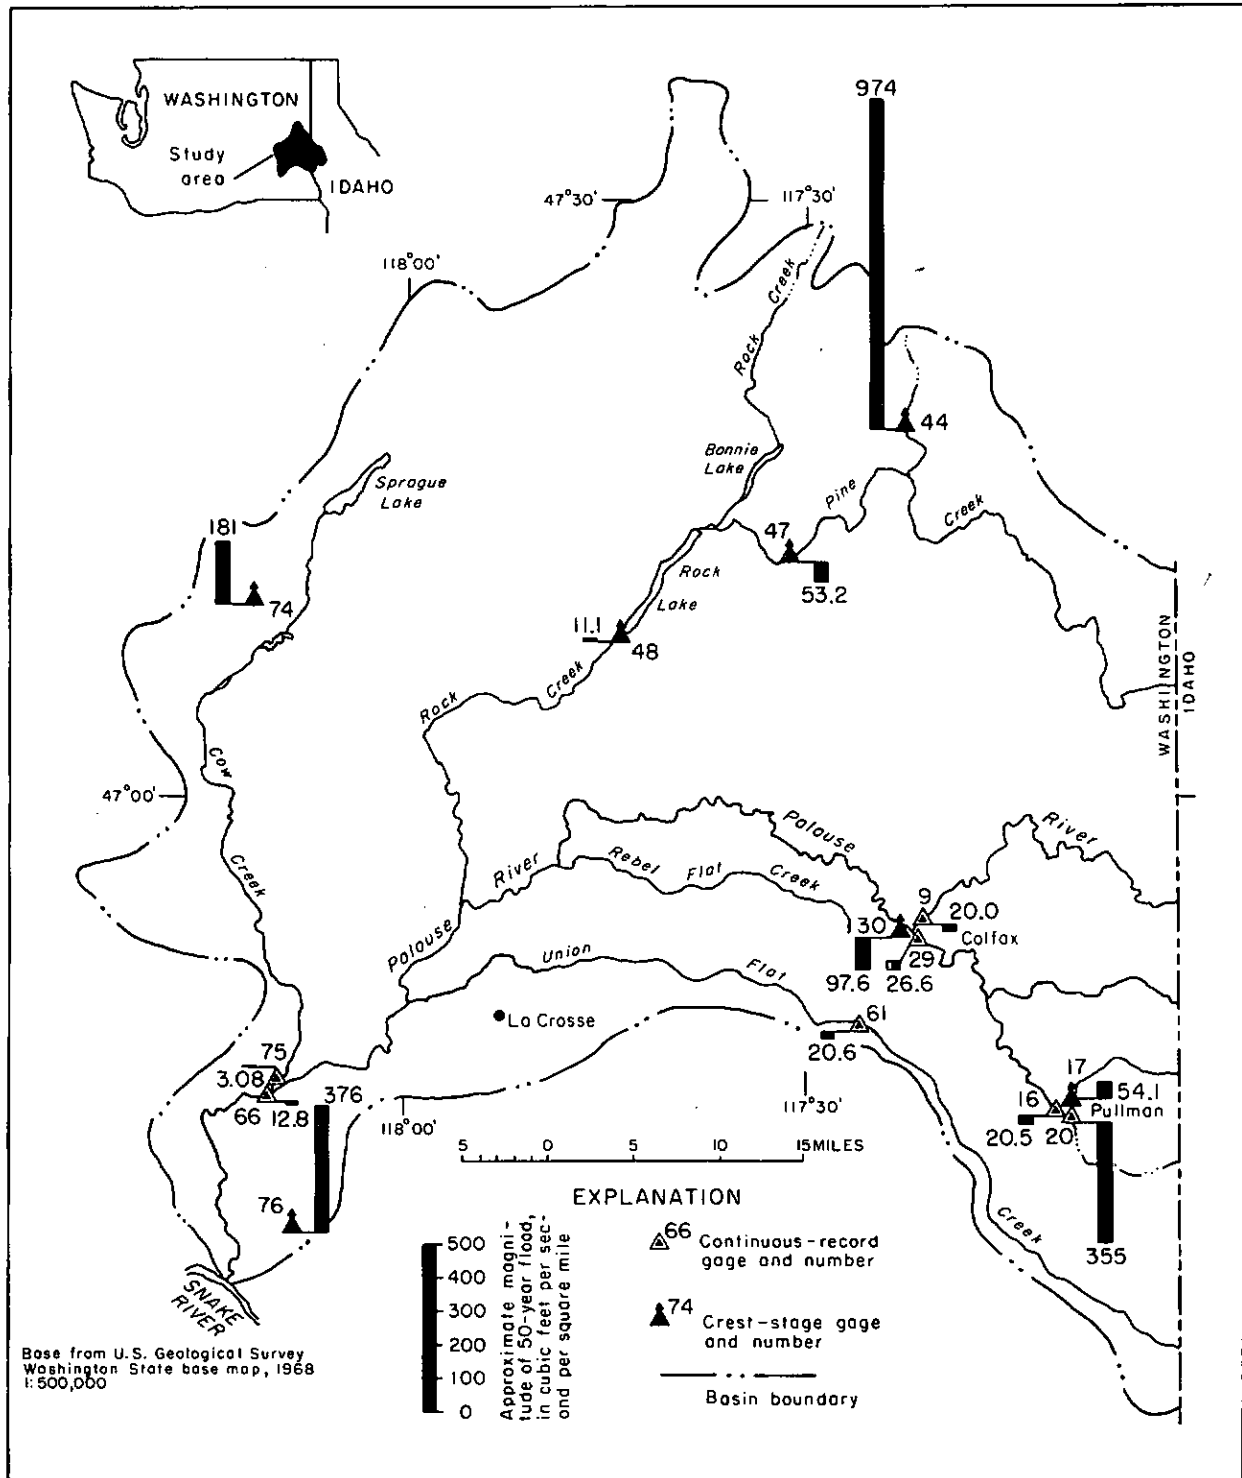 WASHINGTON
Study
area
IDAHO
974
47°30'
117°30'
118°00'
Rock
Creek
44
Bonnie
Lake
Sprague
Lake
Pine
Creek
181
74
47
53.2
Rock
Lake
11.1
48
Creek
Rock
WASHINGTON
IDAHO
Cow
Creek
47°00'
Palouse
River
River
Rebel
Flat
Creek
9
20.0
30
Colfax
29
97.6
26.6
Palouse
Union
Flat
La Crosse
61
20.6
75
3.08
66
12.8
376
17
54.1
16
Pullman
20.5
20
118°00'
117°30'
5
0
5
10
15 MILES
76
355
Creek
SNAKE
RIVER
EXPLANATION
500
400
300
200
100
0
Approximate magni-
tude of 50-year flood,
in cubic feet per sec-
ond per square mile
66
Continuous-record
gage and number
74
Crest-stage gage
and number
Basin boundary
Base from U.S. Geological Survey
Washington State base map, 1968
1:500,000